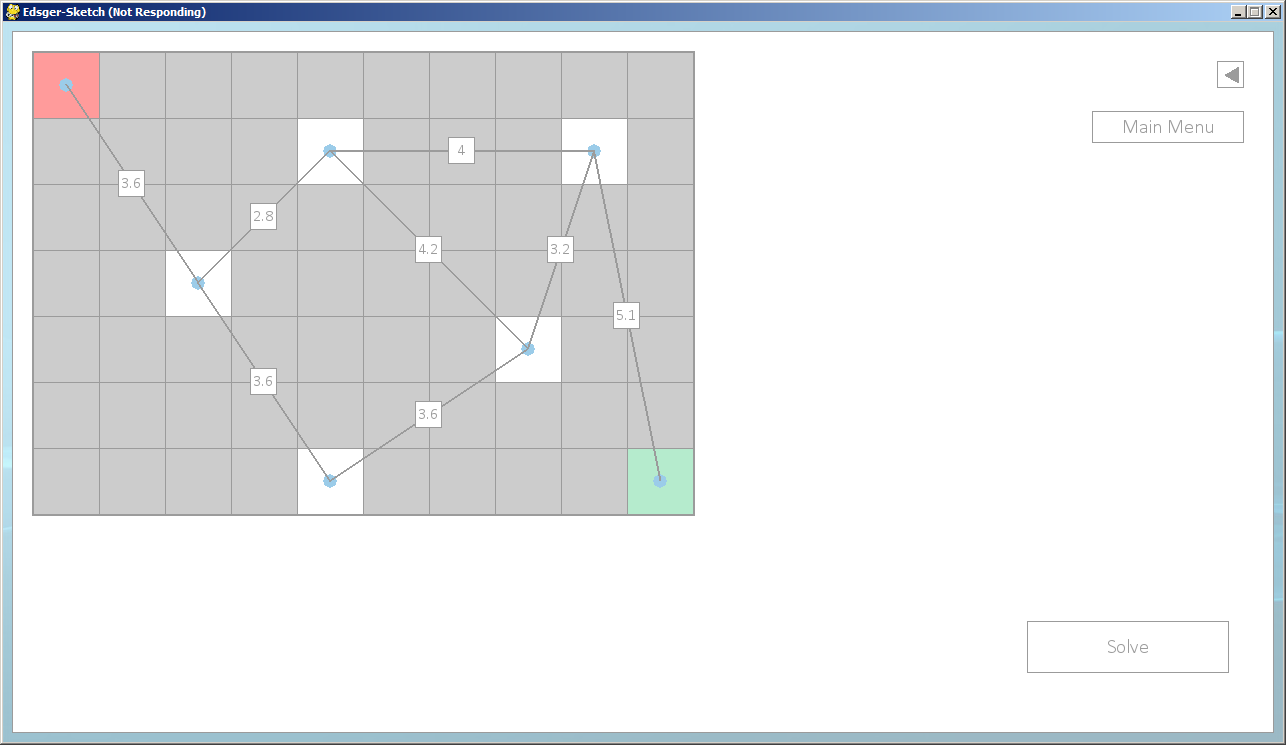 Edsger-Sketch (Not Responding)
Main Menu
4
3.6
2.8
4.2
3.2
5.1
3.6
3.6
Solve